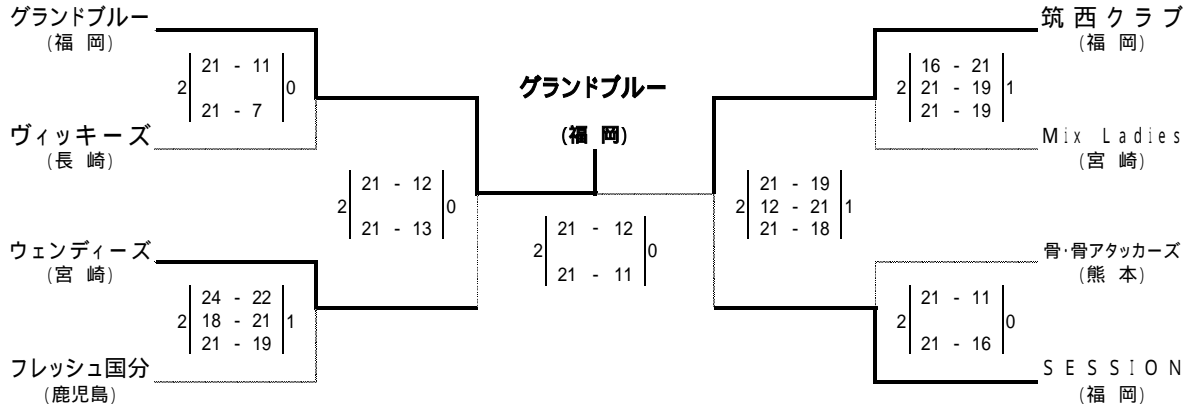 グランドブルー
(福 岡)
21 - 11
2 0
21 - 7
ヴィッキーズ
(長 崎)
21 - 12
2 0
21 - 13
ウェンディーズ
(宮 崎)
24 - 22
2 18 - 21 1
21 - 19
フレッシュ国分
(鹿児島)
グランドブルー
(福 岡)
21 - 12
2 0
21 - 11
筑西クラブ
(福 岡)
16 - 21
2 21 - 19 1
21 - 19
Mix Ladies
(宮 崎)
21 - 19
2 12 - 21 1
21 - 18
骨・骨アタッカーズ
(熊 本)
21 - 11
2 0
21 - 16
SESSION
(福 岡)